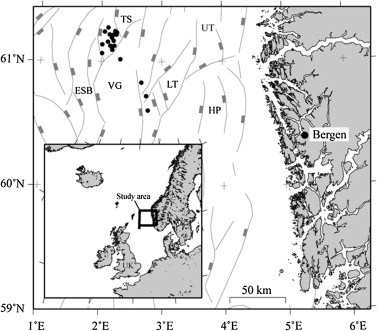 TS
UT
61°N
ESB
VG
LT
HP
Bergen
Study area
UK
60°N
50 km
59°N
1°E
2°E
3°E
4°E
5°E
6°E